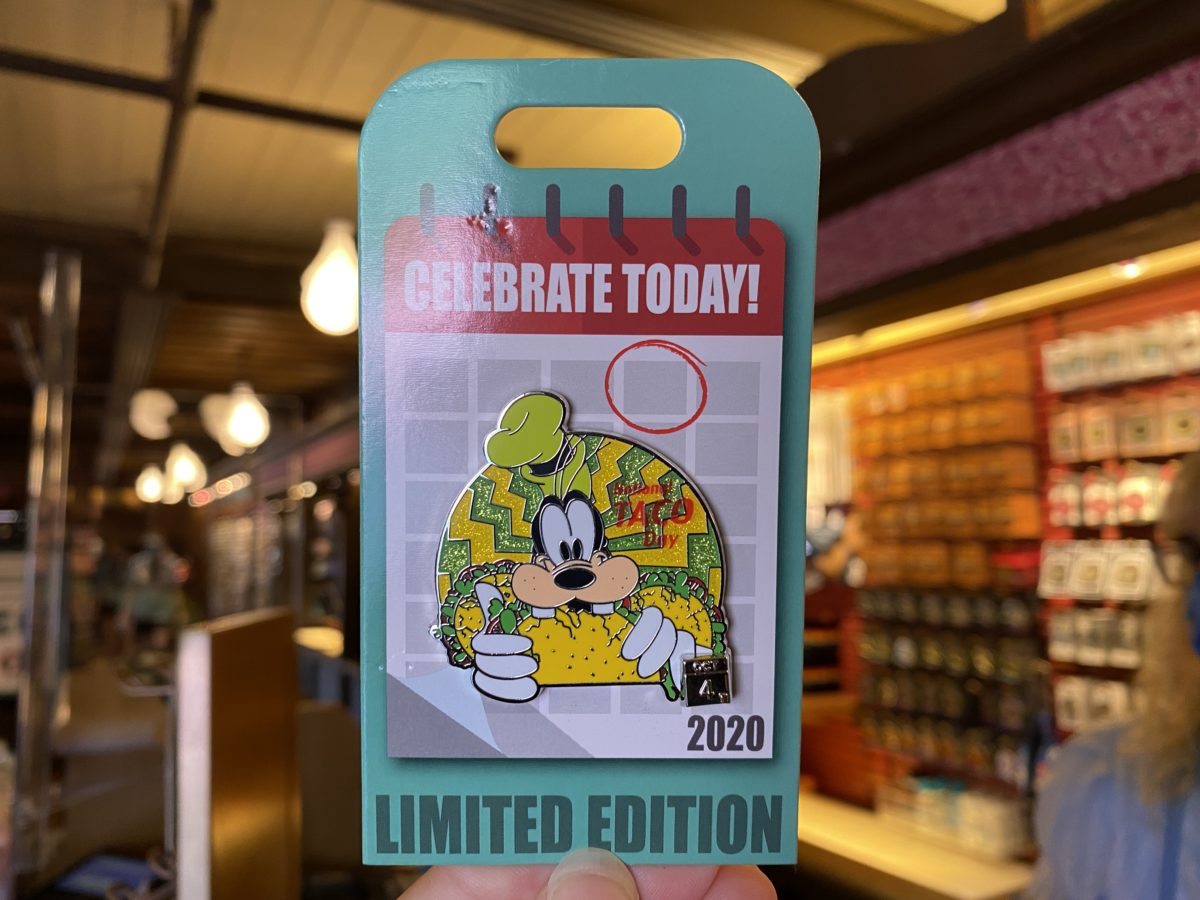 CELEBRATE TODAY!
National
TACO
Day
OCT
4
2020
LIMITED EDITION